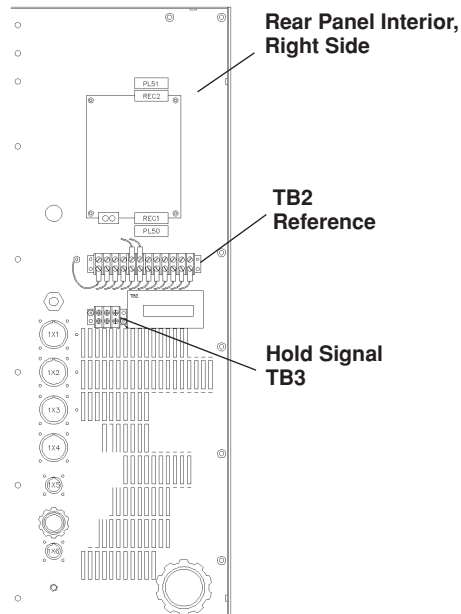 Rear Panel Interior,
Right Side
PL51
REC2
REC1
PL50
TB2
Reference
1X1
Hold Signal
TB3
1X2
1X3
1X4
1X5
1X6